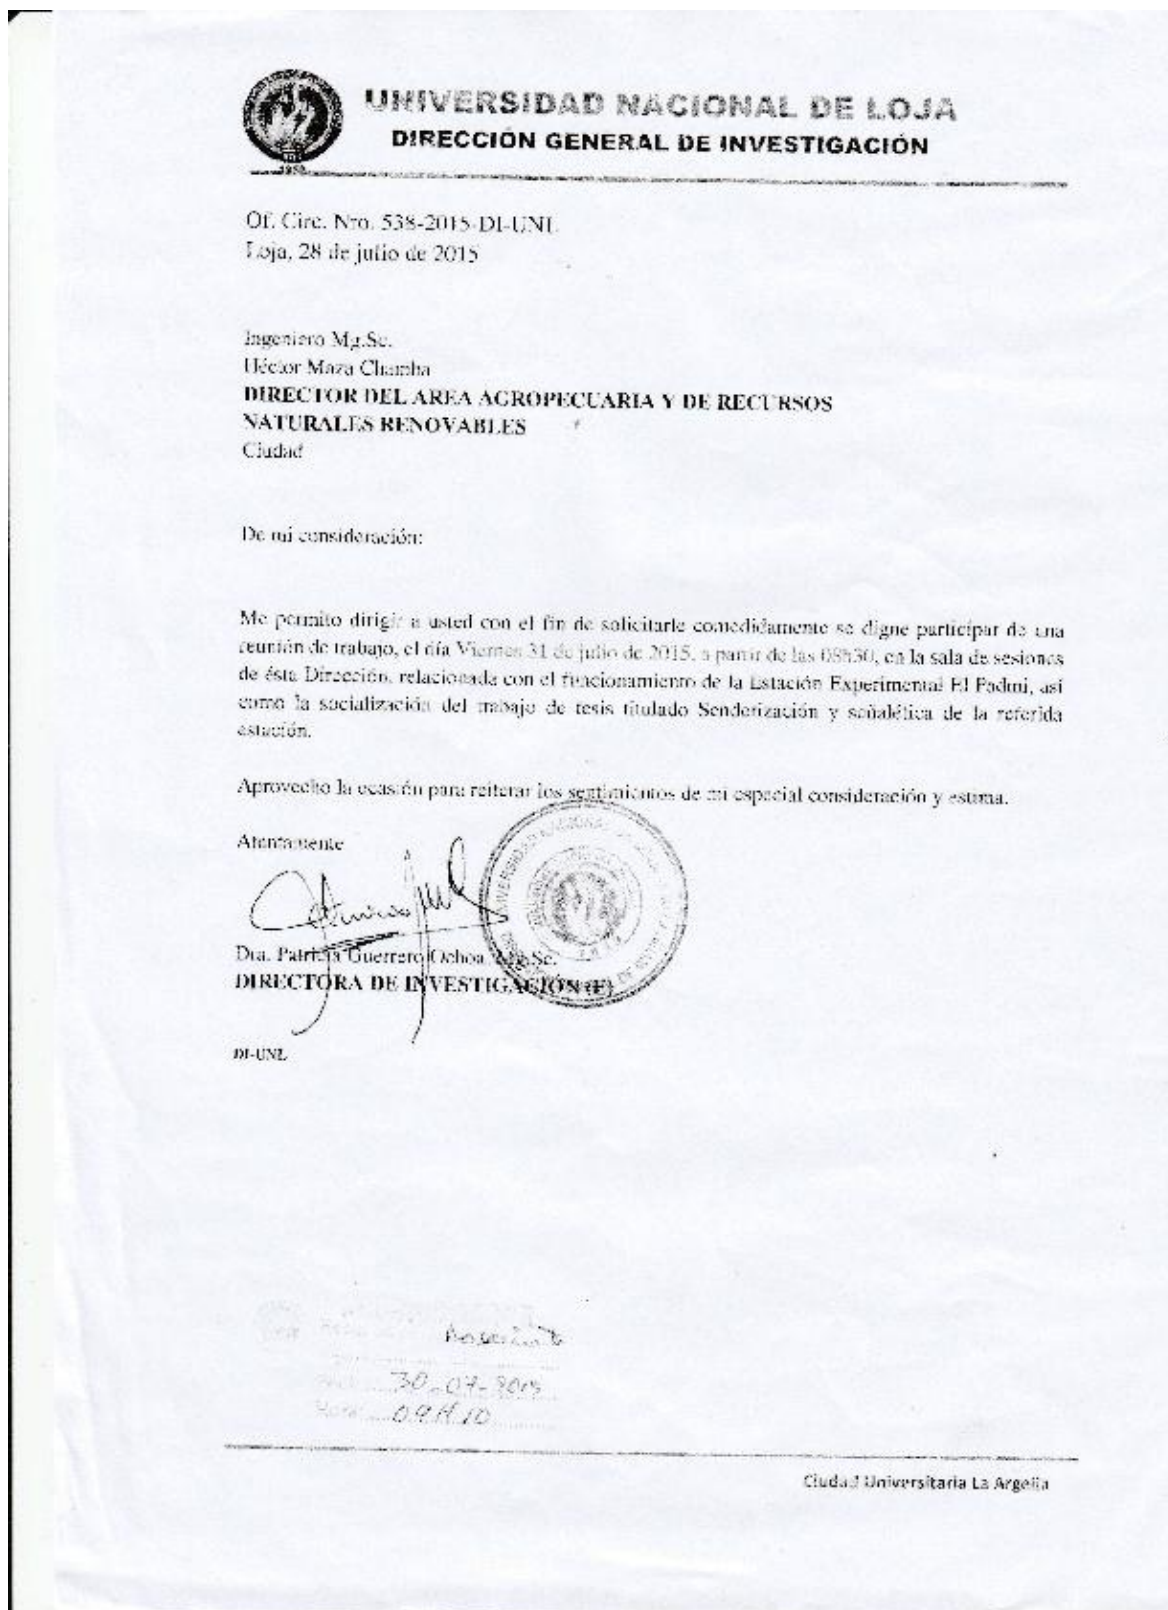 UNIVERSIDAD NACIONAL DE LOJA
DIRECCIÓN GENERAL DE INVESTIGACIÓN
1859
Of. Circ. Nro. 538-2015-DI-UNL
Loja, 28 de julio de 2015
Ingeniero Mg.Sc.
Héctor Maza Chamba
DIRECTOR DEL AREA AGROPECUARIA Y DE RECURSOS
NATURALES RENOVABLES
Ciudad
De mi consideración:
Me permito dirigir a usted con el fin de solicitarle comedidamente se digne participar de una
reunión de trabajo, el día Viernes 31 de julio de 2015, a partir de las 08h30, en la sala de sesiones
de ésta Dirección, relacionada con el funcionamiento de la Estación Experimental El Padmi, así
como la socialización del trabajo de tesis titulado Senderización y señalética de la referida
estación.
Aprovecho la ocasión para reiterar los sentimientos de mi especial consideración y estima.
Atentamente
Dra. Patricia Guerrero Ochoa, Mg.Sc.
DIRECTORA DE INVESTIGACIÓN (E)
DI-UNL
30-07-2015
Hora: 09H10
Ciudad Universitaria La Argelia